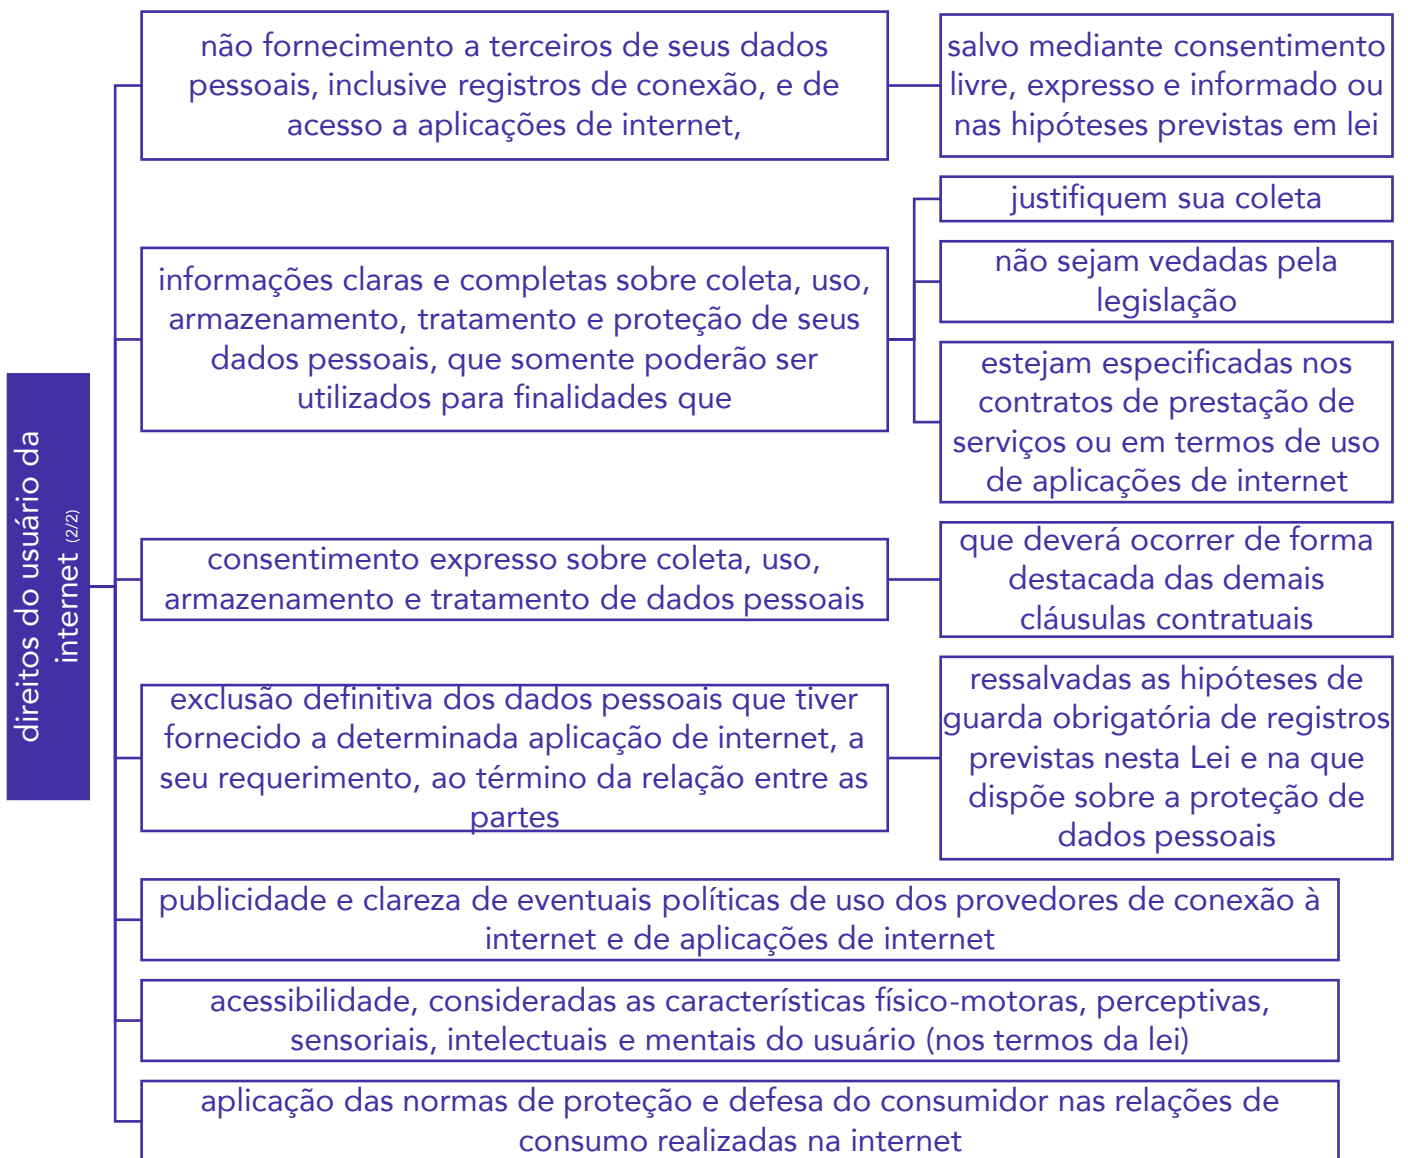 direitos do usuário da
internet (2/2)
não fornecimento a terceiros de seus dados
pessoais, inclusive registros de conexão, e de
acesso a aplicações de internet,
salvo mediante consentimento
livre, expresso e informado ou
nas hipóteses previstas em lei
informações claras e completas sobre coleta, uso,
armazenamento, tratamento e proteção de seus
dados pessoais, que somente poderão ser
utilizados para finalidades que
justifiquem sua coleta
não sejam vedadas pela
legislação
estejam especificadas nos
contratos de prestação de
serviços ou em termos de uso
de aplicações de internet
consentimento expresso sobre coleta, uso,
armazenamento e tratamento de dados pessoais
que deverá ocorrer de forma
destacada das demais
cláusulas contratuais
exclusão definitiva dos dados pessoais que tiver
fornecido a determinada aplicação de internet, a
seu requerimento, ao término da relação entre as
partes
ressalvadas as hipóteses de
guarda obrigatória de registros
previstas nesta Lei e na que
dispõe sobre a proteção de
dados pessoais
publicidade e clareza de eventuais políticas de uso dos provedores de conexão à
internet e de aplicações de internet
acessibilidade, consideradas as características físico-motoras, perceptivas,
sensoriais, intelectuais e mentais do usuário (nos termos da lei)
aplicação das normas de proteção e defesa do consumidor nas relações de
consumo realizadas na internet